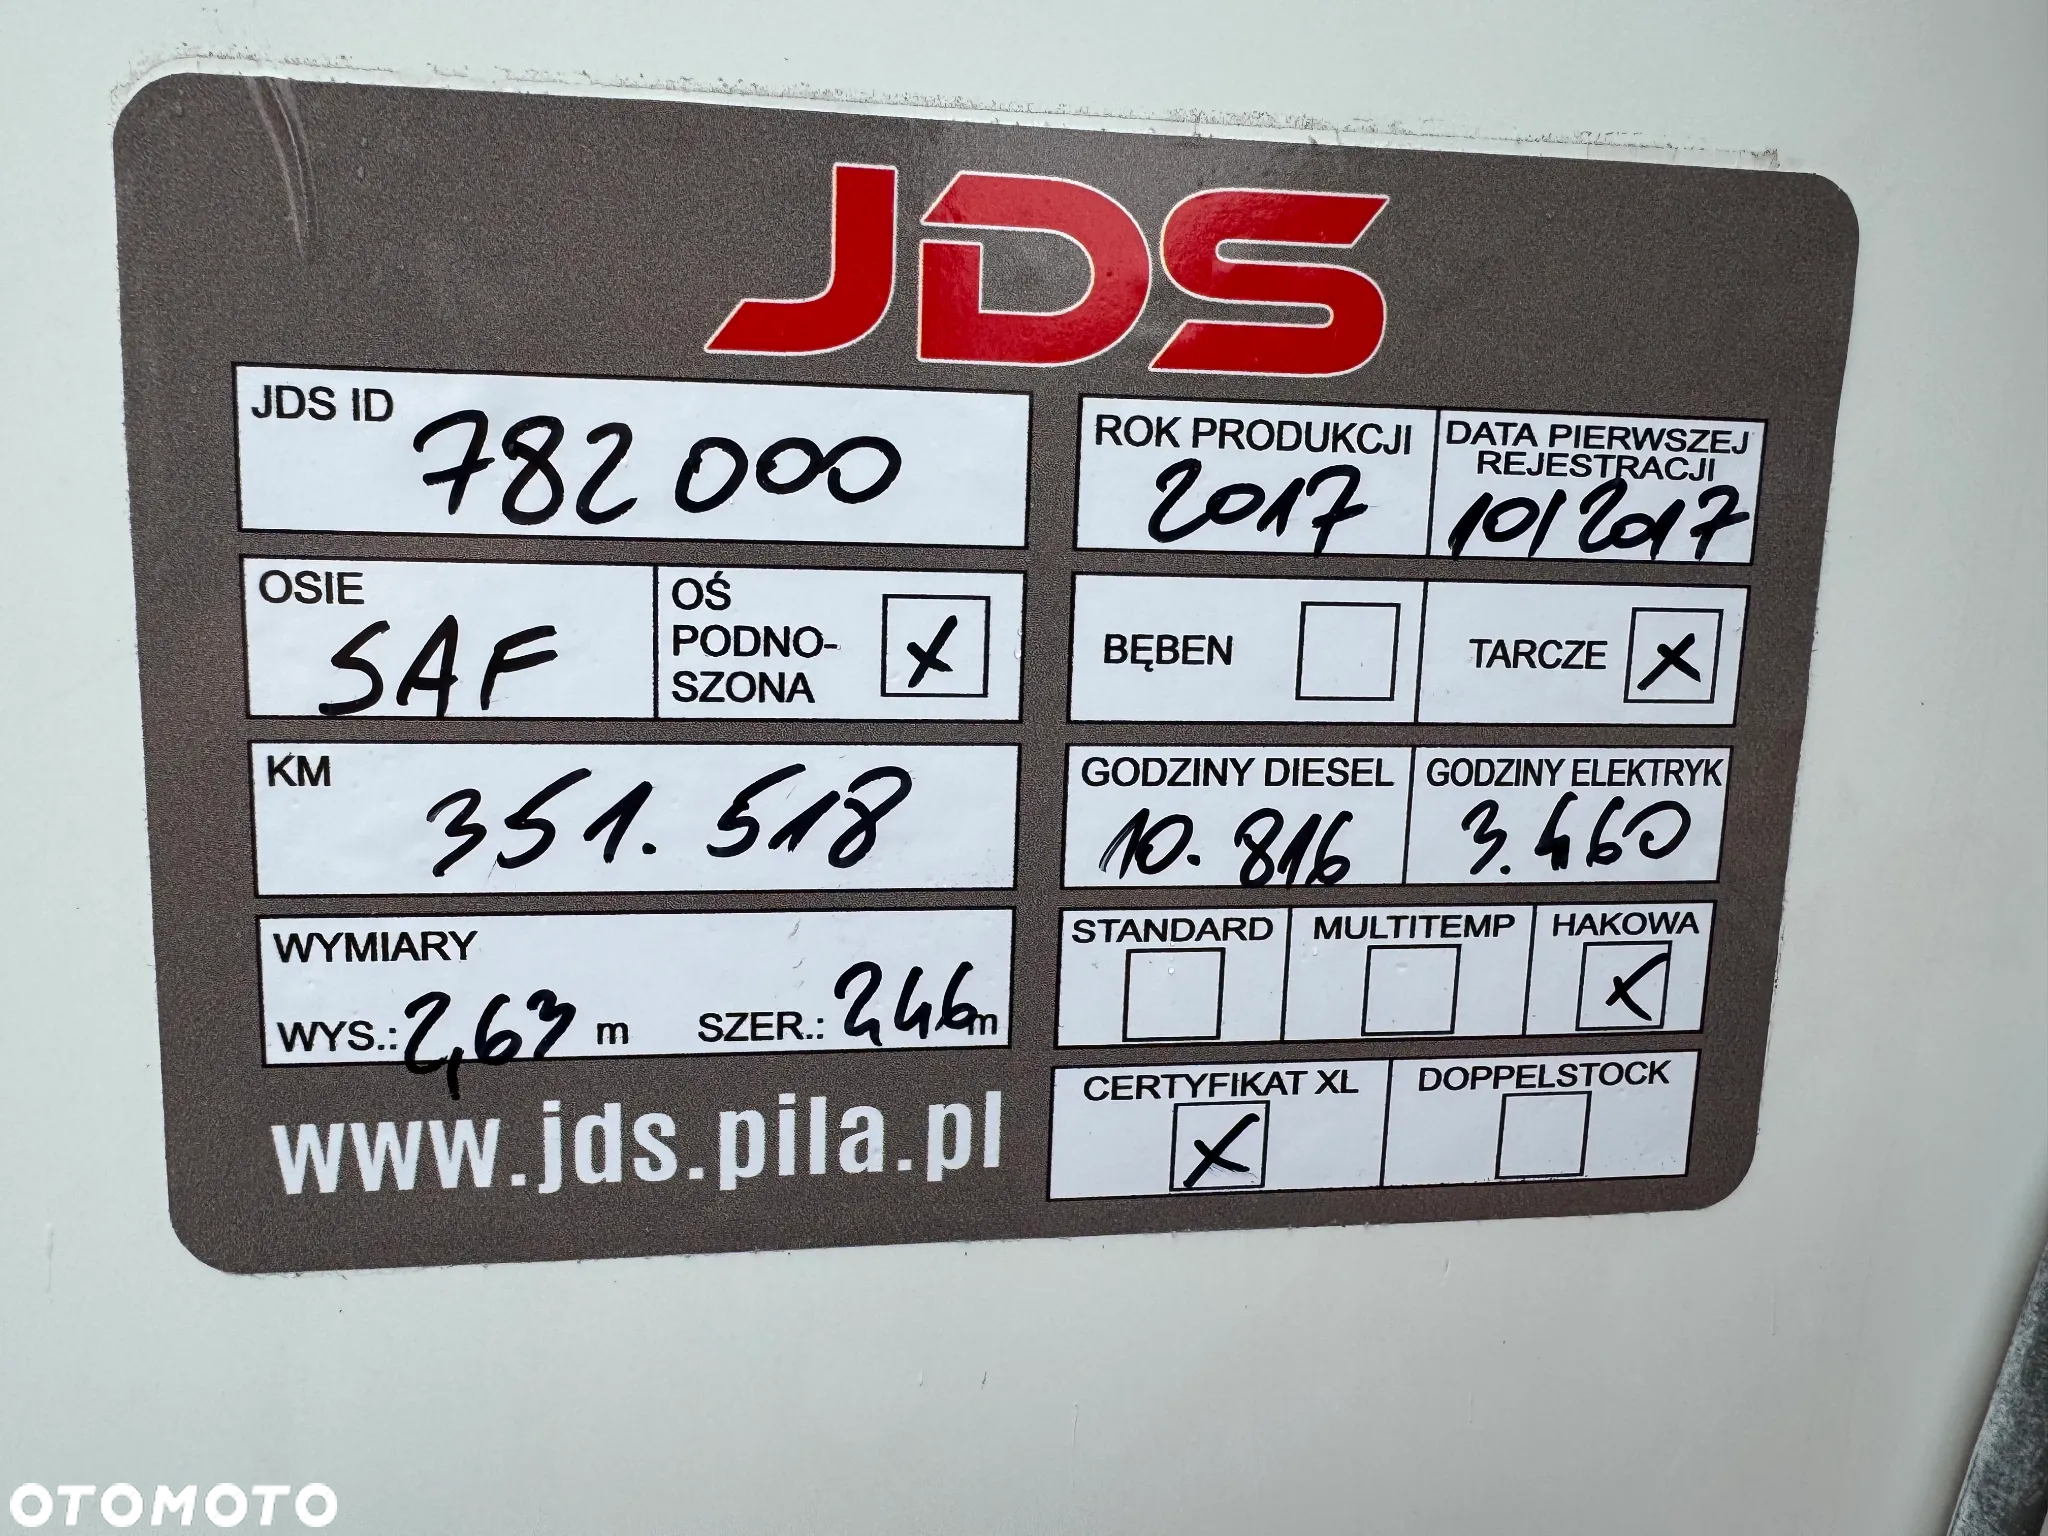 JDS
JDS ID 782000
ROK PRODUKCJI
2017
DATA PIERWSZEJ
REJESTRACJI
10/2017
OSIE
SAF
OŚ
PODNO-
SZONA X
BĘBEN
TARCZE X
KM
351.518
GODZINY DIESEL
10.816
GODZINY ELEKTRYK
3.460
WYMIARY
WYS.: 2,63 m SZER.: 2,46 m
STANDARD
MULTITEMP
HAKOWA
X
CERTYFIKAT XL
X
DOPPELSTOCK
www.jds.pila.pl
OTOMOTO